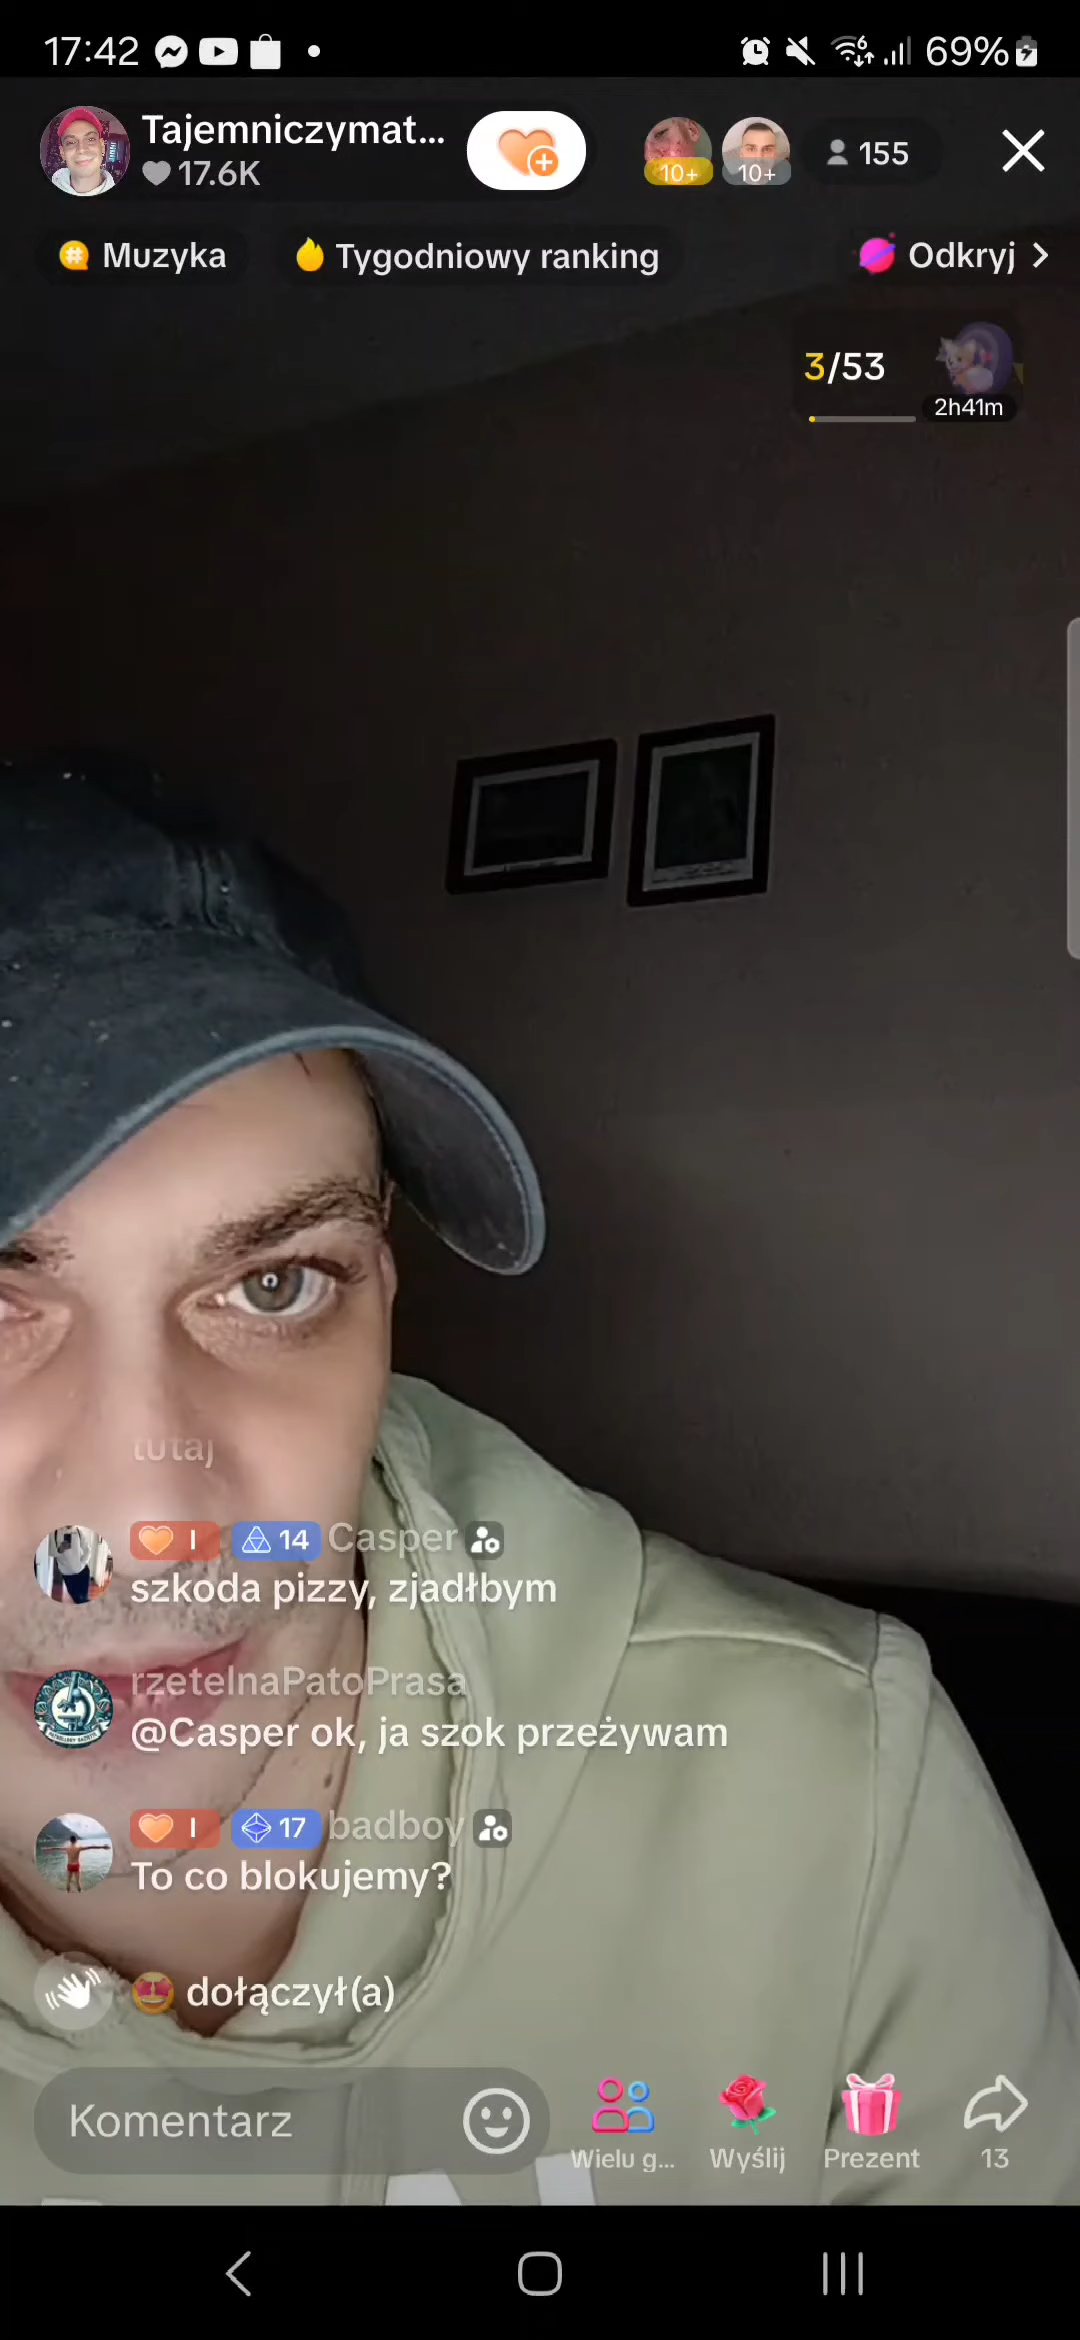 17:42
69%
Tajemniczymat...
17.6K
10+
10+
155
Muzyka
Tygodniowy ranking
Odkryj >
3/53
2h41m
tutaj
I 14 Casper
szkoda pizzy, zjadłbym
rzetelnaPatoPrasa
@Casper ok, ja szok przeżywam
I 17 badboy
To co blokujemy?
🤩 dołączył(a)
Komentarz
Wielu g...
Wyślij
Prezent
13